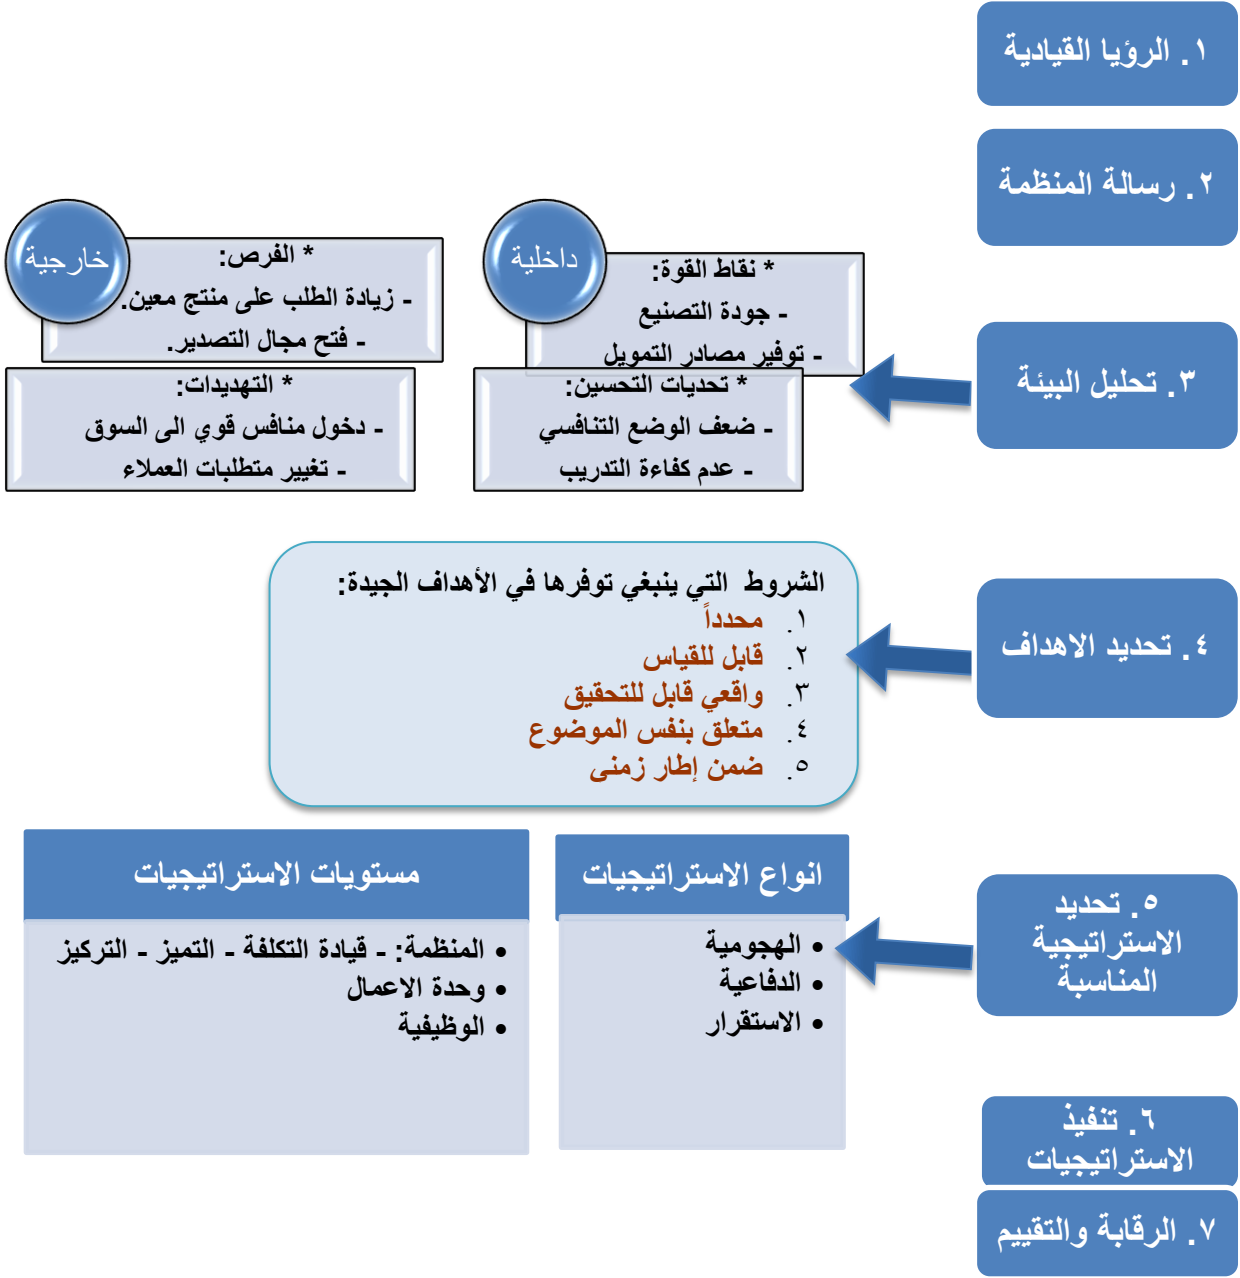 ١. الرؤيا القيادية
٢. رسالة المنظمة
٣. تحليل البيئة
داخلية
* نقاط القوة:
- جودة التصنيع
- توفير مصادر التمويل
* تحديات التحسين:
- ضعف الوضع التنافسي
- عدم كفاءة التدريب
خارجية
* الفرص:
- زيادة الطلب على منتج معين.
- فتح مجال التصدير.
* التهديدات:
- دخول منافس قوي الى السوق
- تغيير متطلبات العملاء
٤. تحديد الاهداف
الشروط التي ينبغي توفرها في الأهداف الجيدة:
١. محدداً
٢. قابل للقياس
٣. واقعي قابل للتحقيق
٤. متعلق بنفس الموضوع
٥. ضمن إطار زمنى
٥. تحديد
الاستراتيجية
المناسبة
انواع الاستراتيجيات
• الهجومية
• الدفاعية
• الاستقرار
مستويات الاستراتيجيات
• المنظمة: - قيادة التكلفة - التميز - التركيز
• وحدة الاعمال
• الوظيفية
٦. تنفيذ
الاستراتيجيات
٧. الرقابة والتقييم